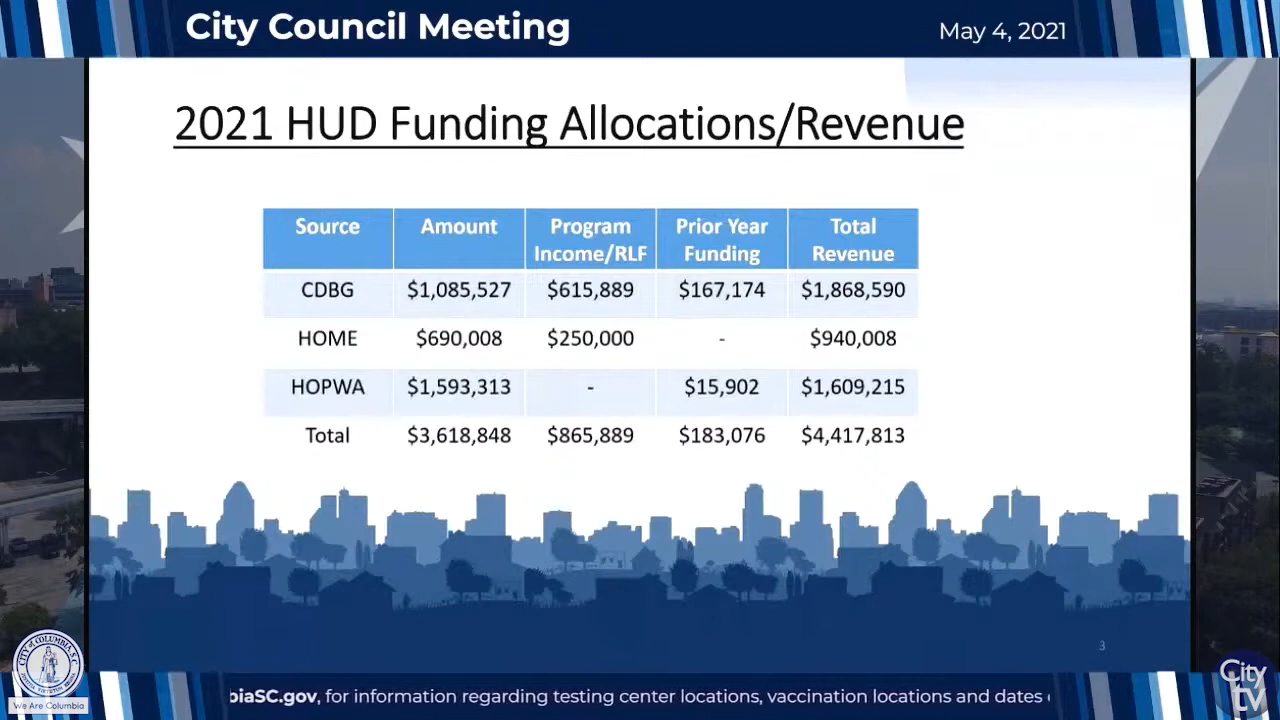 City Council Meeting
May 4, 2021
2021 HUD Funding Allocations/Revenue
Source Amount Program Income/RLF Prior Year Funding Total Revenue
CDBG $1,085,527 $615,889 $167,174 $1,868,590
HOME $690,008 $250,000 - $940,008
HOPWA $1,593,313 - $15,902 $1,609,215
Total $3,618,848 $865,889 $183,076 $4,417,813
3
CITY OF COLUMBIA, S.C.
We Are Columbia
biaSC.gov, for information regarding testing center locations, vaccination locations and dates
City
tv